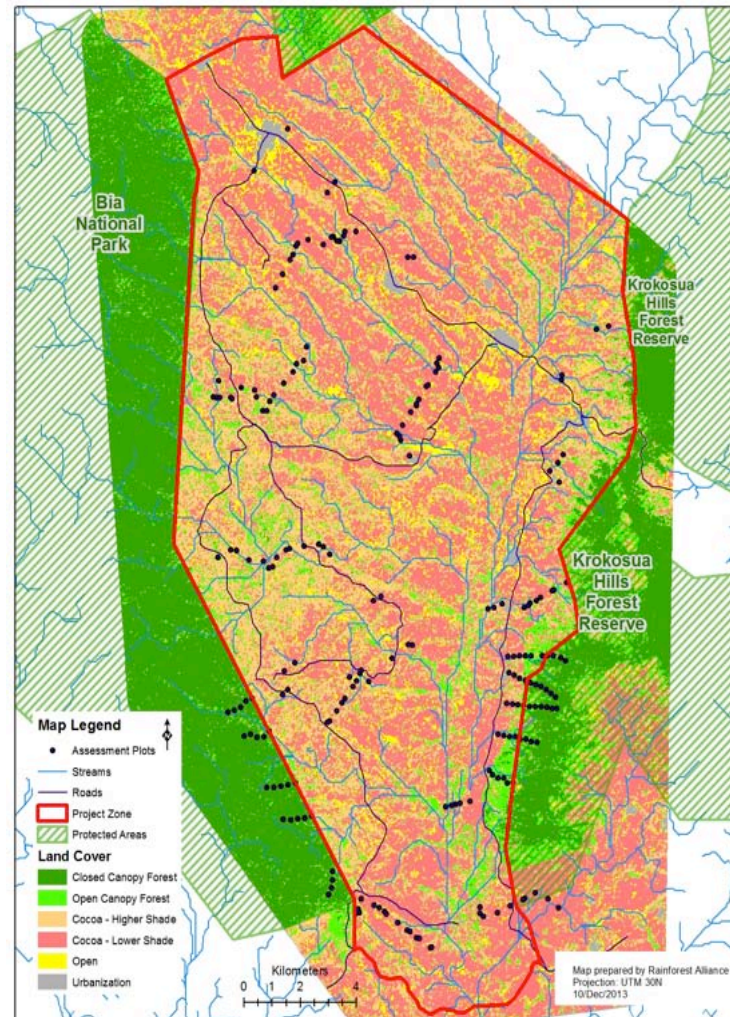 Bia
National
Park
Krokosua
Hills
Forest
Reserve
Krokosua
Hills
Forest
Reserve
Map Legend
Assessment Plots
Streams
Roads
Project Zone
Protected Areas
Land Cover
Closed Canopy Forest
Open Canopy Forest
Cocoa - Higher Shade
Cocoa - Lower Shade
Open
Urbanization
Kilometers
0 1 2 4
Map prepared by Rainforest Alliance
Projection: UTM 30N
10/Dec/2013